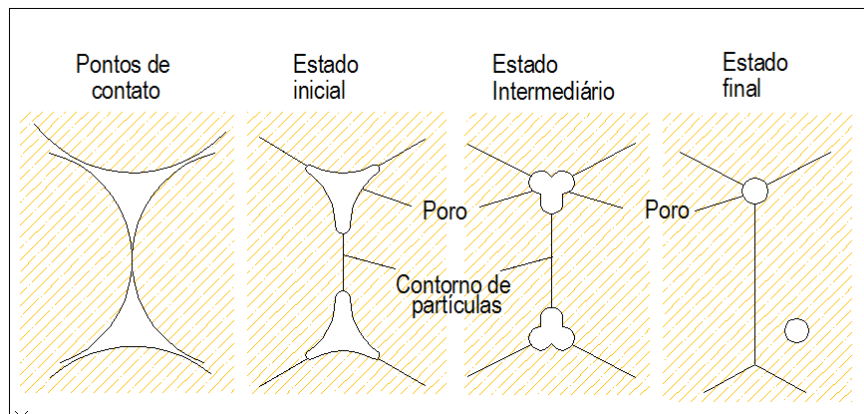 Pontos de
contato
Estado
inicial
Estado
Intermediário
Estado
final
Poro
Poro
Contorno de
partículas